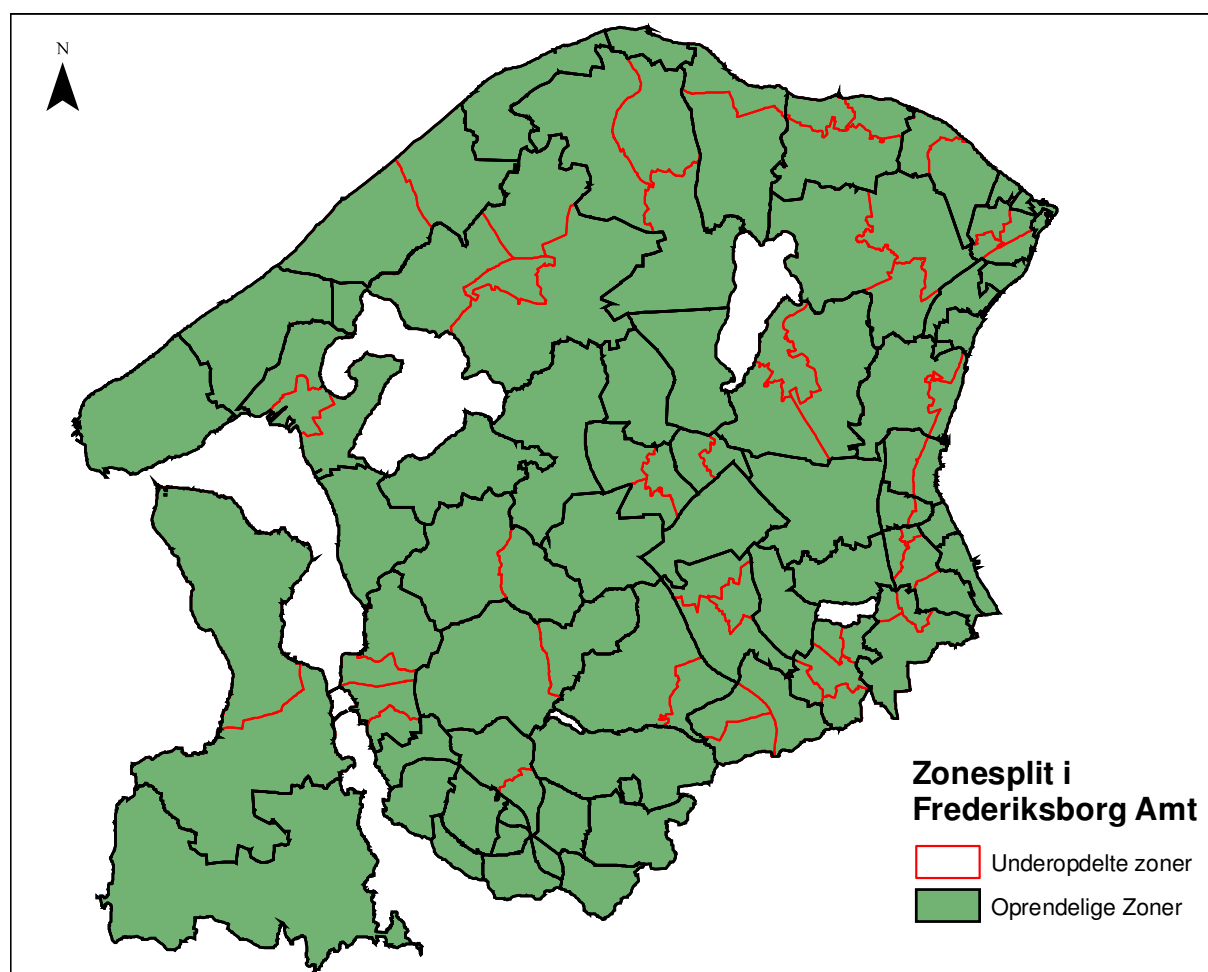 N
Zonesplit i
Frederiksborg Amt
Underopdelte zoner
Oprendelige Zoner